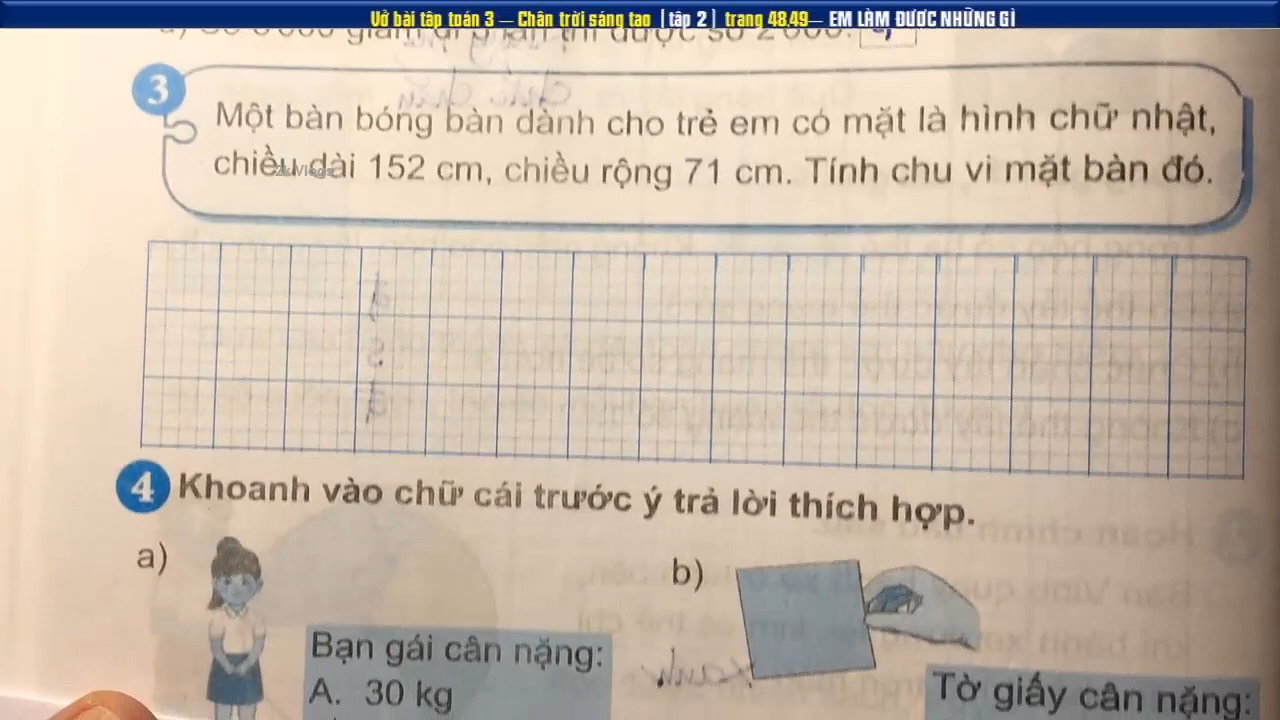 Vở bài tập toán 3 – Chân trời sáng tạo [tập 2] trang 48,49– EM LÀM ĐƯỢC NHỮNG GÌ
3
Một bàn bóng bàn dành cho trẻ em có mặt là hình chữ nhật,
chiều dài 152 cm, chiều rộng 71 cm. Tính chu vi mặt bàn đó.
4 Khoanh vào chữ cái trước ý trả lời thích hợp.
a)
b)
Bạn gái cân nặng:
A. 30 kg
Tờ giấy cân nặng: